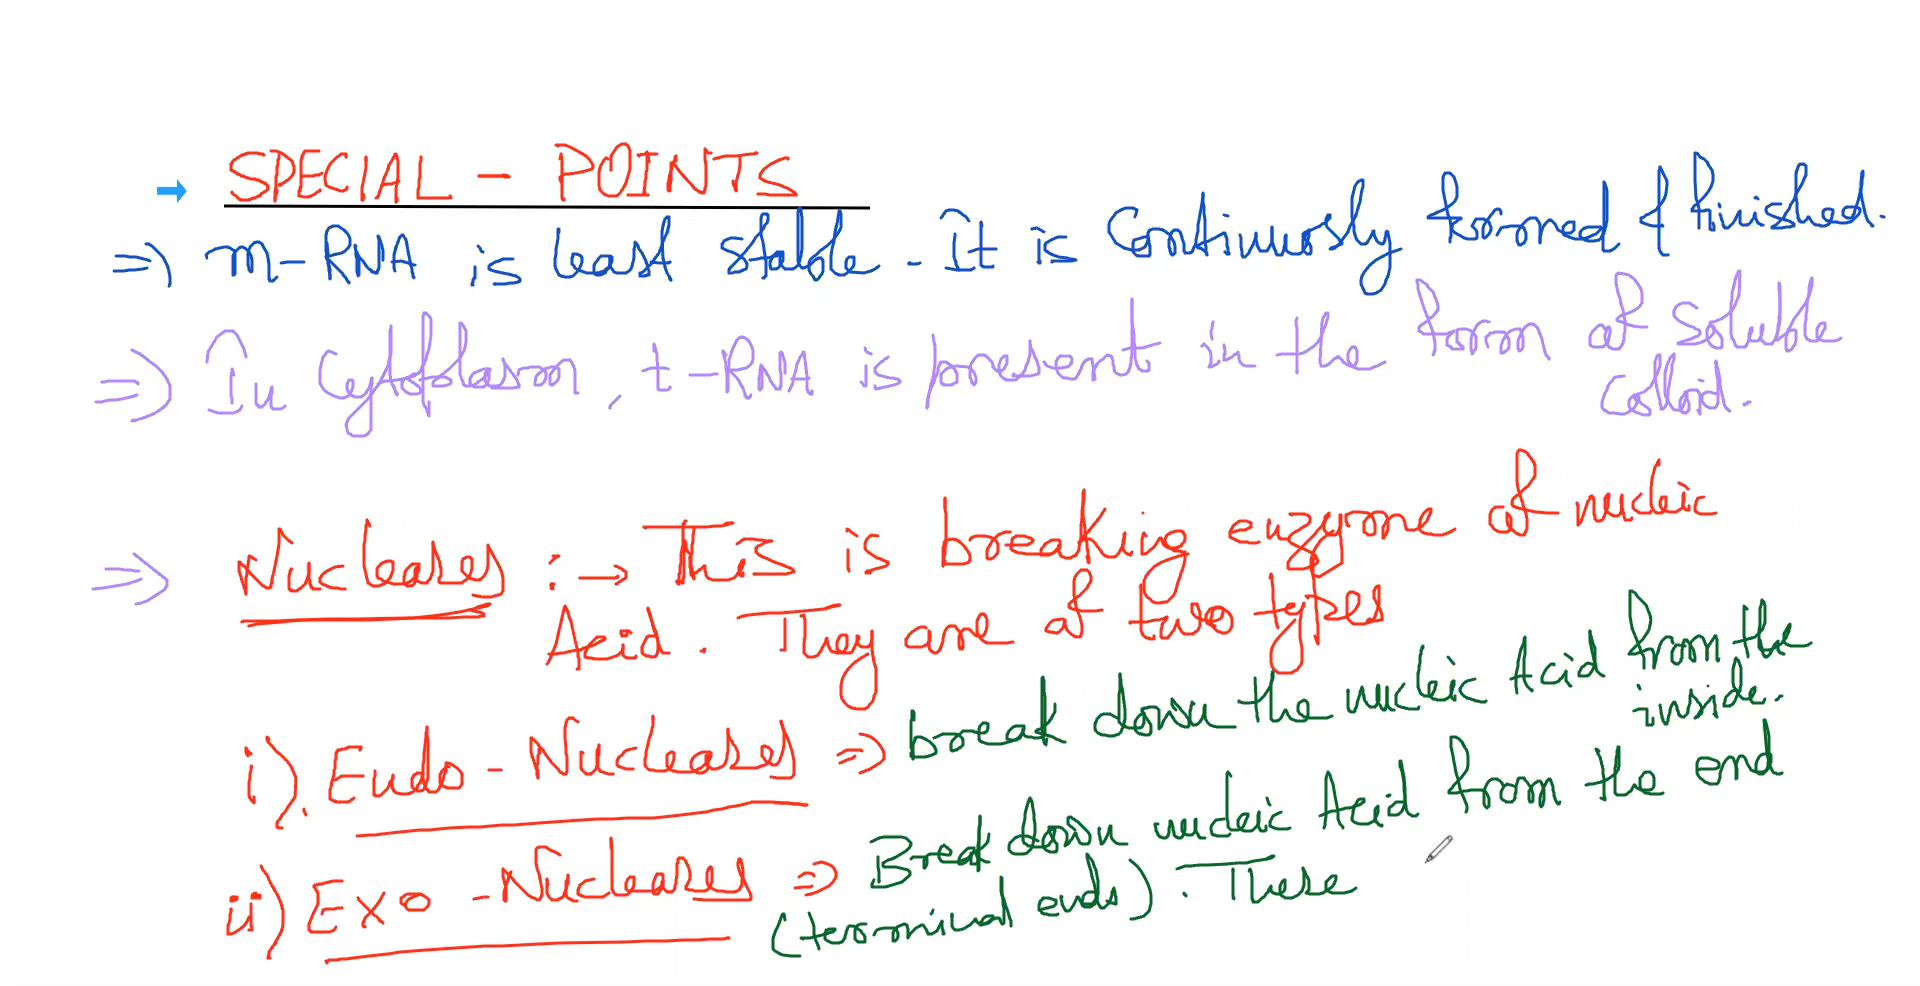 SPECIAL - POINTS
=> m-RNA is least stable. It is Continuously formed & finished.
=> In Cytoplasm, t-RNA is present in the form of Soluble
Colloid.
=> Nucleases :→ This is breaking enzyme of nucleic
Acid. They are of two types
i). Endo - Nucleases => break down the nucleic Acid from the
inside.
ii) Exo - Nucleases => Break down nucleic Acid from the end
(terminal ends). These